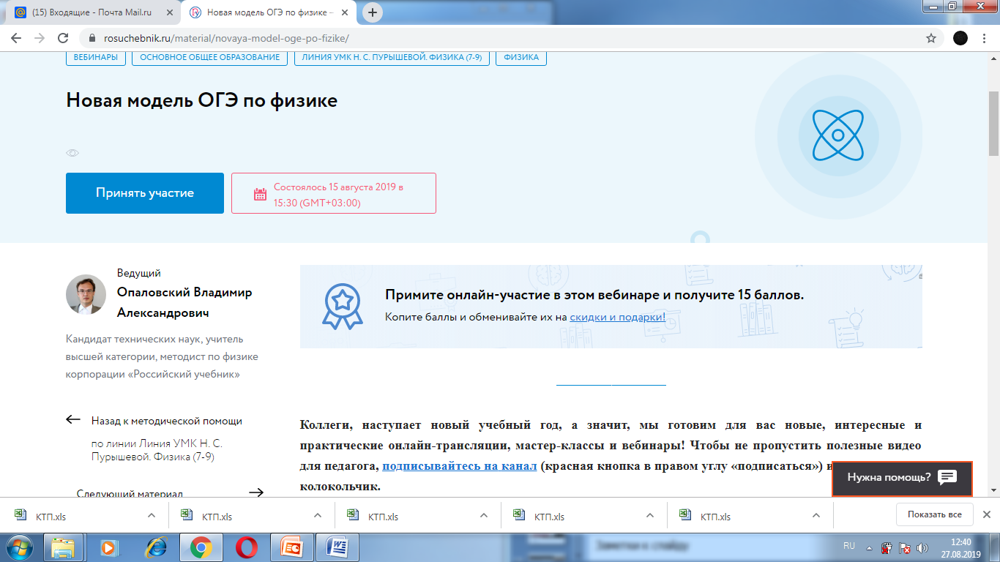 (15) Входящие - Почта Mail.ru
Новая модель ОГЭ по физике –
rosuchebnik.ru/material/novaya-model-oge-po-fizike/
ВЕБИНАРЫ
ОСНОВНОЕ ОБЩЕЕ ОБРАЗОВАНИЕ
ЛИНИЯ УМК Н. С. ПУРЫШЕВОЙ. ФИЗИКА (7-9)
ФИЗИКА
Новая модель ОГЭ по физике
Принять участие
Состоялось 15 августа 2019 в
15:30 (GMT+03:00)
Ведущий
Опаловский Владимир
Александрович
Кандидат технических наук, учитель
высшей категории, методист по физике
корпорации «Российский учебник»
Назад к методической помощи
по линии Линия УМК Н. С.
Пурышевой. Физика (7-9)
Следующий материал
Примите онлайн-участие в этом вебинаре и получите 15 баллов.
Копите баллы и обменивайте их на скидки и подарки!
Коллеги, наступает новый учебный год, а значит, мы готовим для вас новые, интересные и
практические онлайн-трансляции, мастер-классы и вебинары! Чтобы не пропустить полезные видео
для педагога, подписывайтесь на канал (красная кнопка в правом углу «подписаться») и
колокольчик.
Нужна помощь?
КТП.xls
КТП.xls
КТП.xls
КТП.xls
КТП.xls
Показать все
Заметки к слайду
RU
12:40
27.08.2019